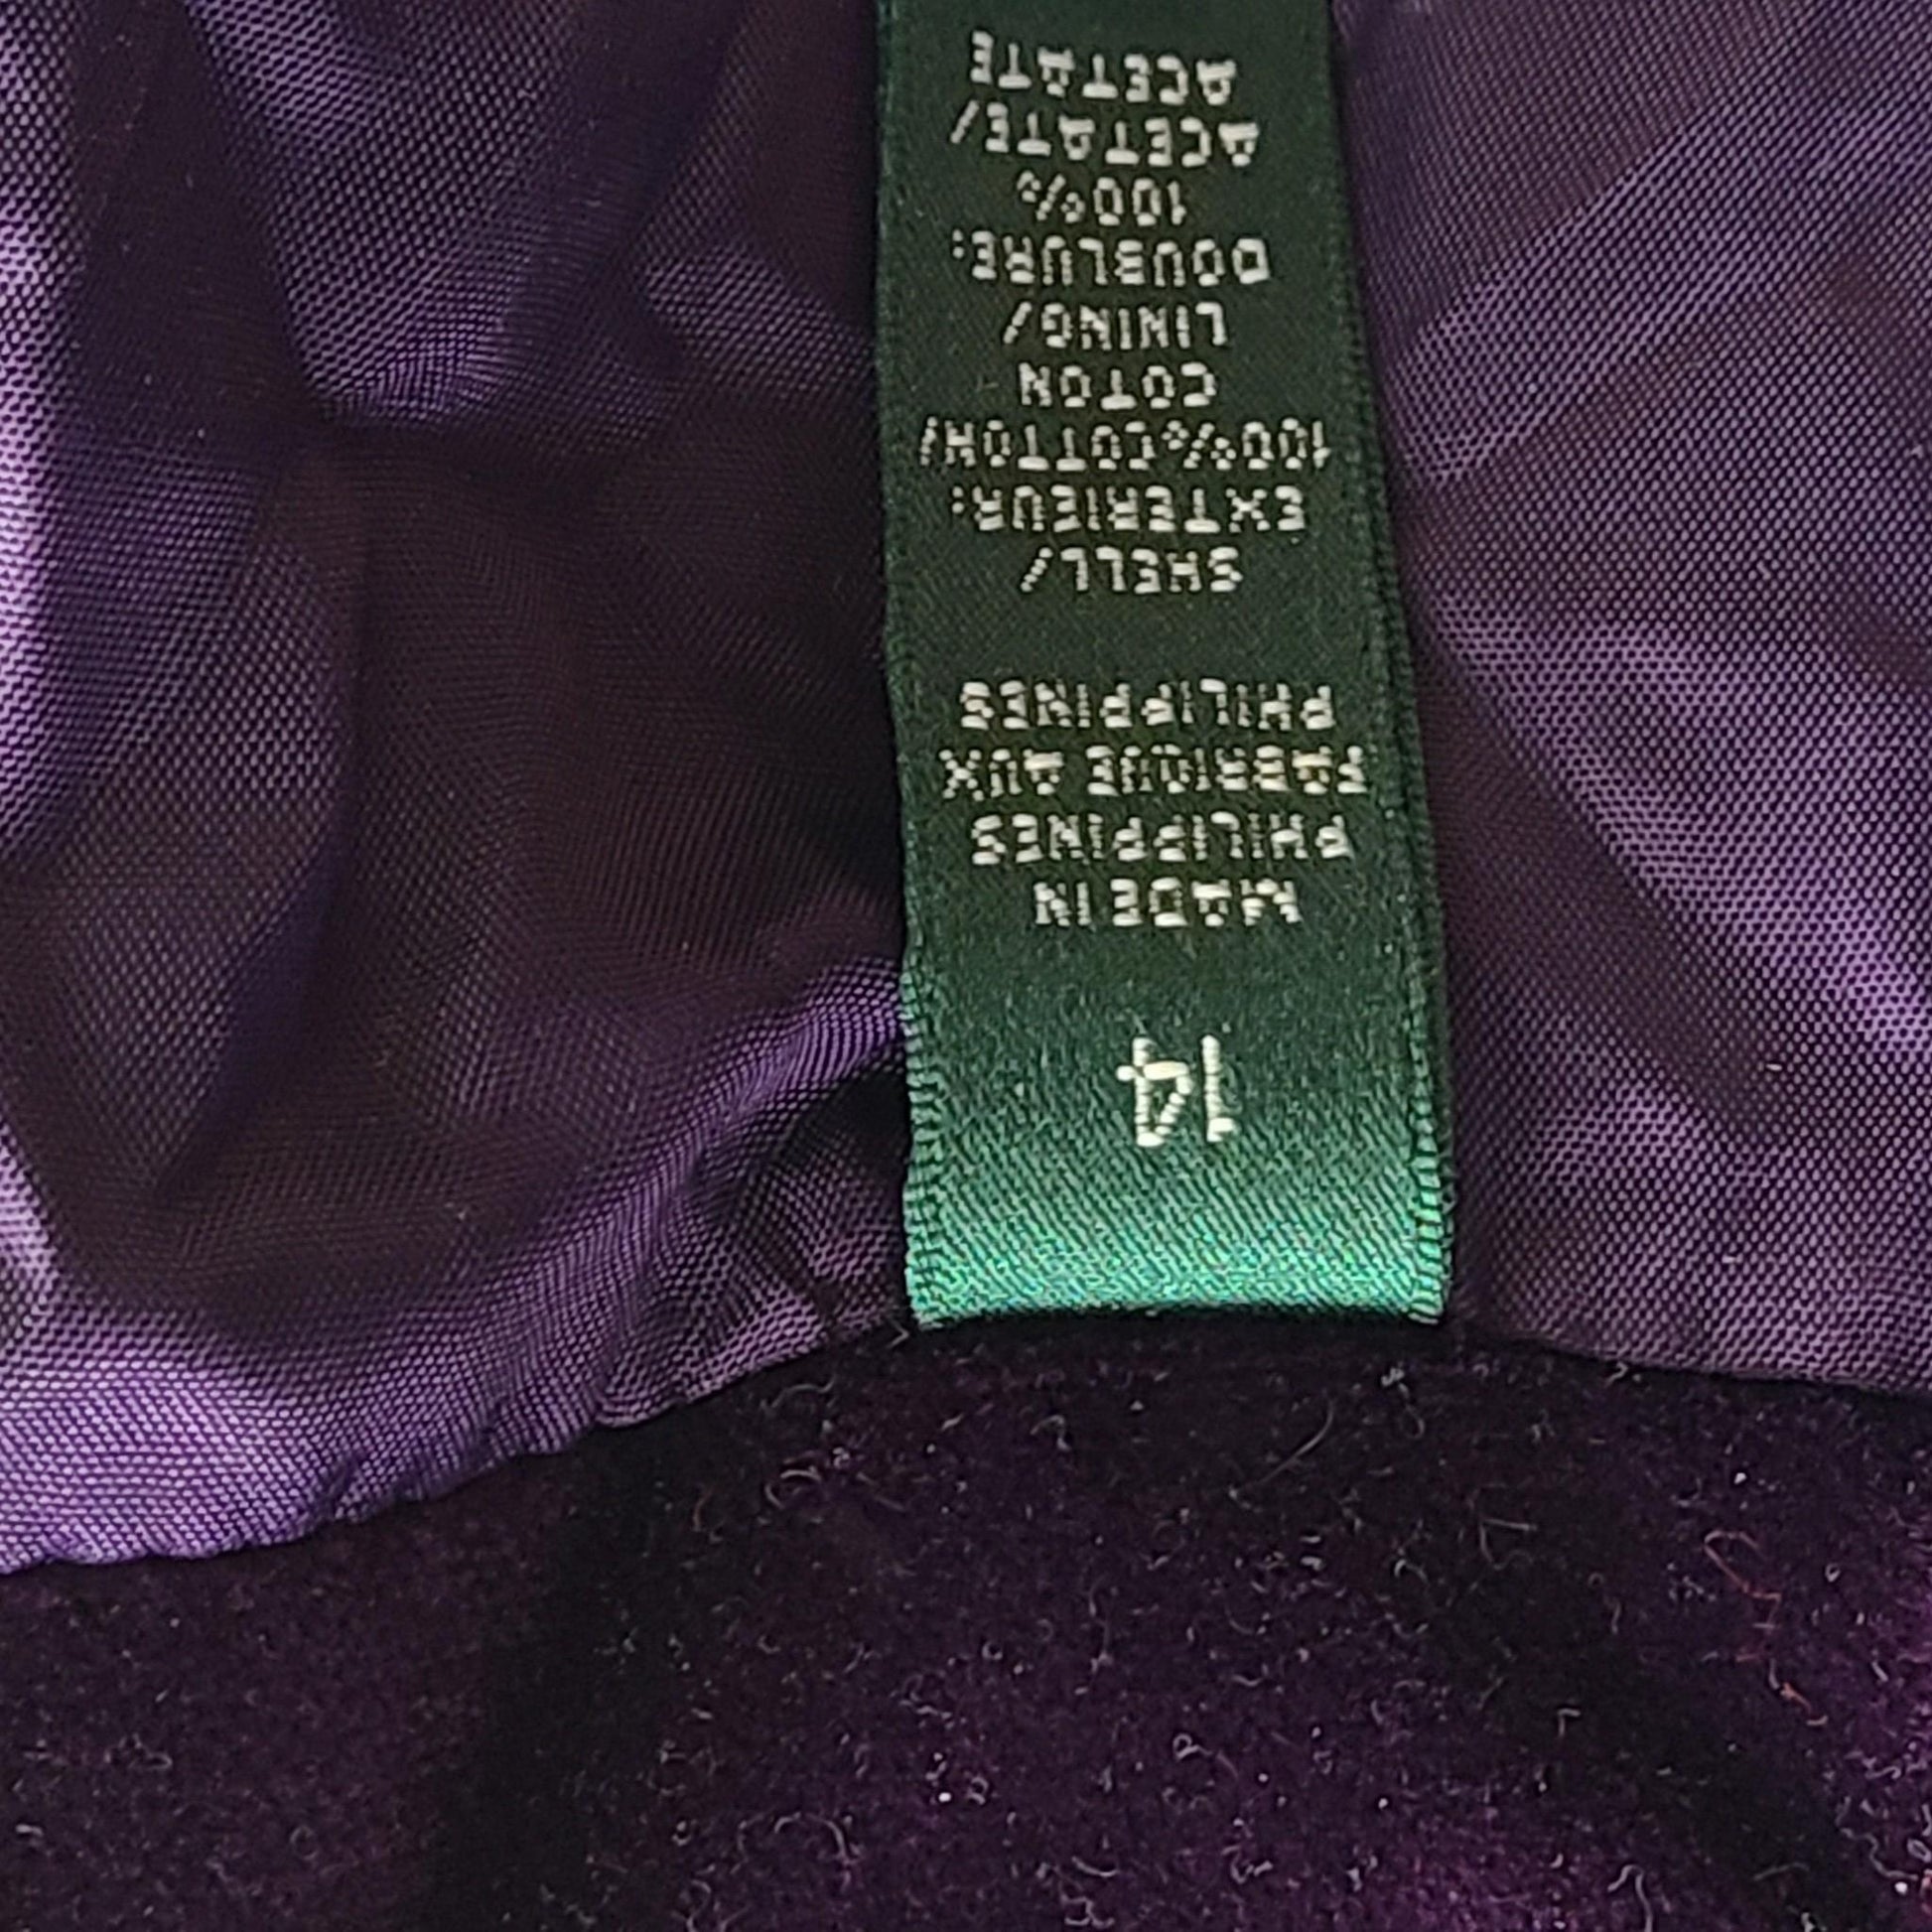 14
MADE IN
PHILIPPINES
FABRIQUE AUX
PHILIPPINES
SHELL/
EXTERIEUR:
100%COTTON/
COTON
LINING/
DOUBLURE:
100%
ACETATE/
ACETATE